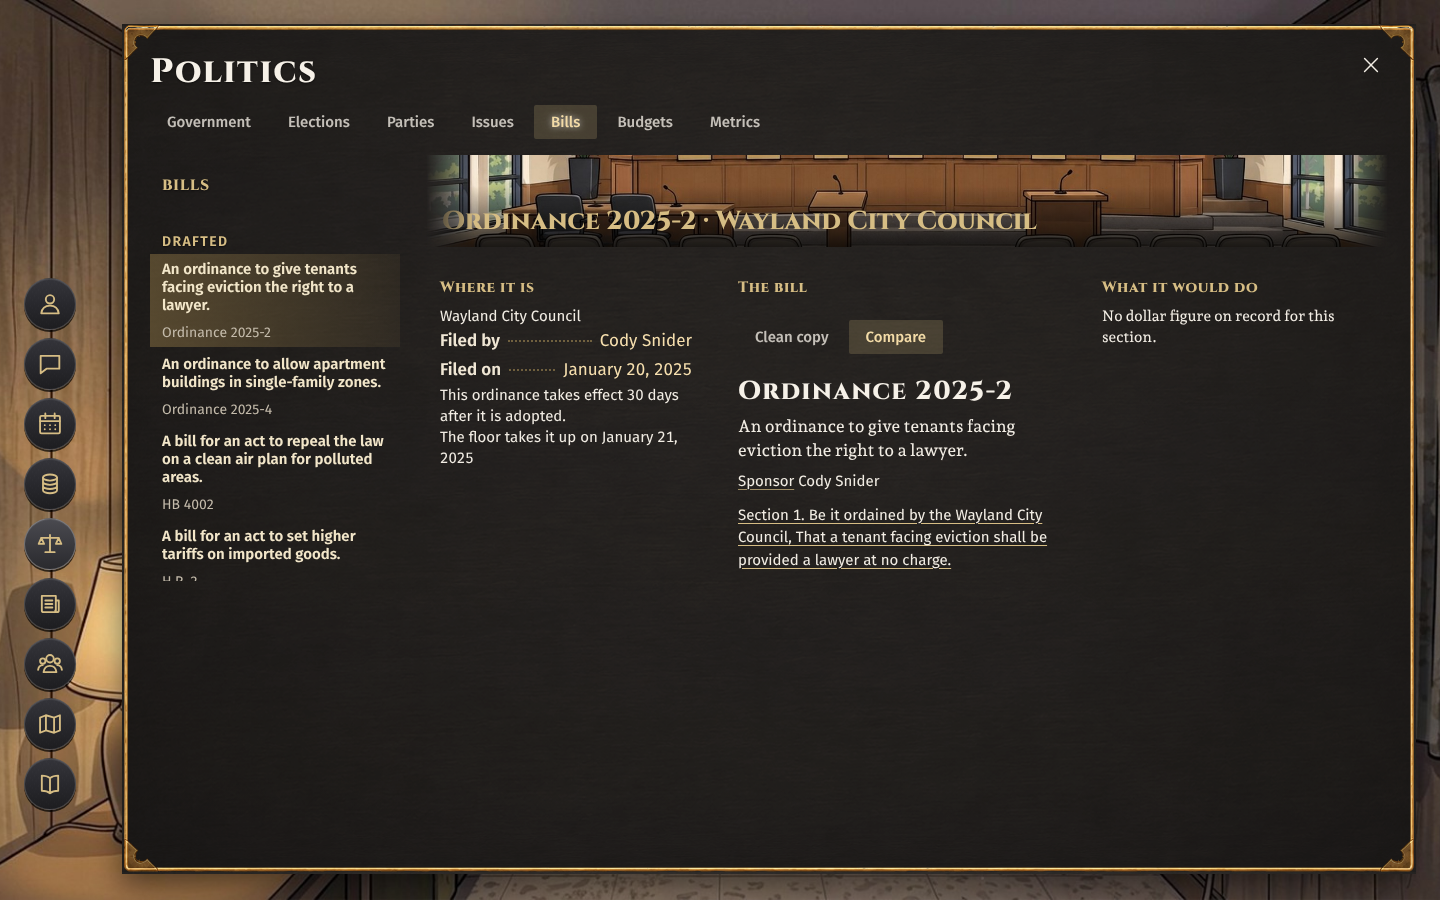 Politics
Government
Elections
Parties
Issues
Bills
Budgets
Metrics
BILLS
DRAFTED
An ordinance to give tenants
facing eviction the right to a
lawyer.
Ordinance 2025-2
An ordinance to allow apartment
buildings in single-family zones.
Ordinance 2025-4
A bill for an act to repeal the law
on a clean air plan for polluted
areas.
HB 4002
A bill for an act to set higher
tariffs on imported goods.
Ordinance 2025-2 · Wayland City Council
Where it is
Wayland City Council
Filed by Cody Snider
Filed on January 20, 2025
This ordinance takes effect 30 days
after it is adopted.
The floor takes it up on January 21,
2025
The bill
Clean copy
Compare
Ordinance 2025-2
An ordinance to give tenants facing
eviction the right to a lawyer.
Sponsor Cody Snider
Section 1. Be it ordained by the Wayland City
Council, That a tenant facing eviction shall be
provided a lawyer at no charge.
What it would do
No dollar figure on record for this
section.